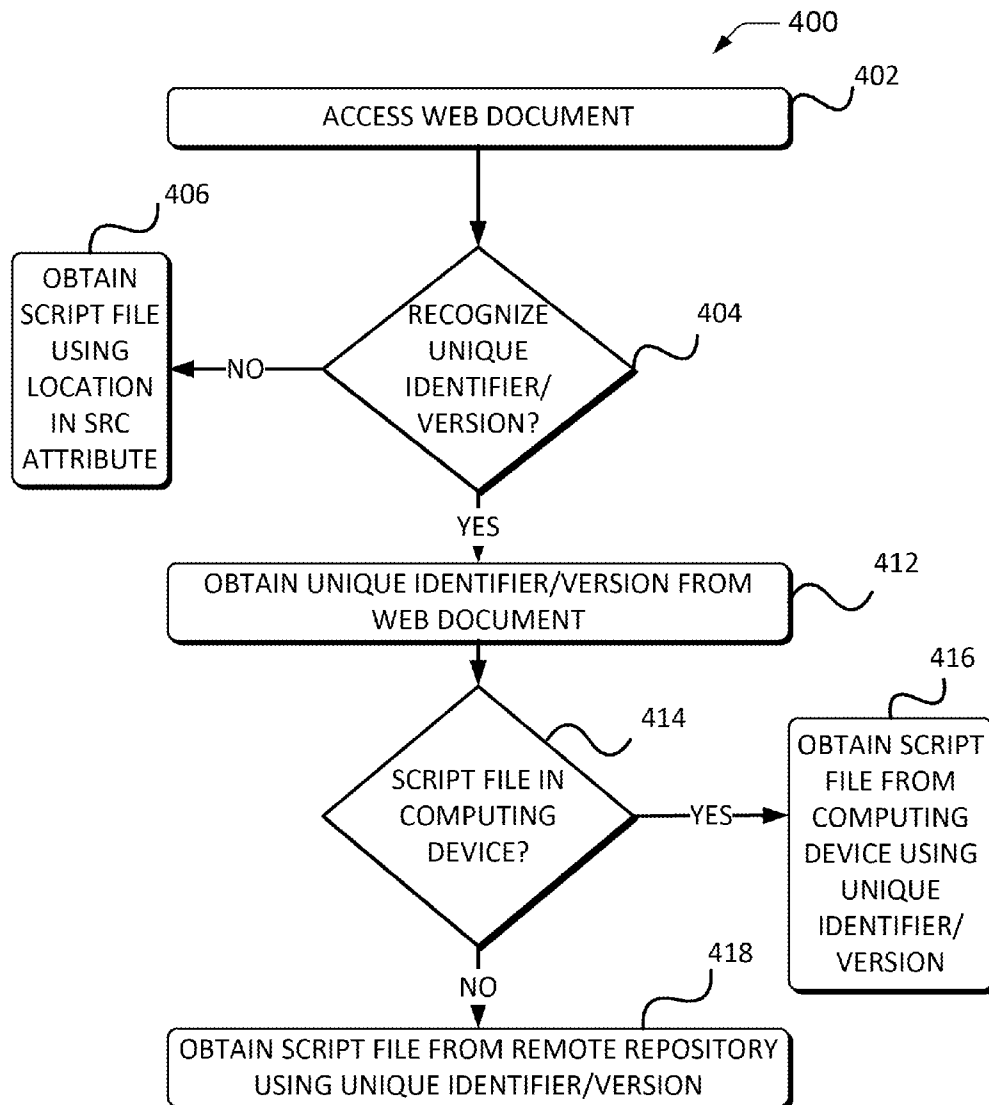 400
402
ACCESS WEB DOCUMENT
406
OBTAIN
SCRIPT FILE
USING
LOCATION
IN SRC
ATTRIBUTE
NO
RECOGNIZE
UNIQUE
IDENTIFIER/
VERSION?
404
YES
OBTAIN UNIQUE IDENTIFIER/VERSION FROM
WEB DOCUMENT
412
414
SCRIPT FILE IN
COMPUTING
DEVICE?
YES
416
OBTAIN SCRIPT
FILE FROM
COMPUTING
DEVICE USING
UNIQUE
IDENTIFIER/
VERSION
NO
418
OBTAIN SCRIPT FILE FROM REMOTE REPOSITORY
USING UNIQUE IDENTIFIER/VERSION